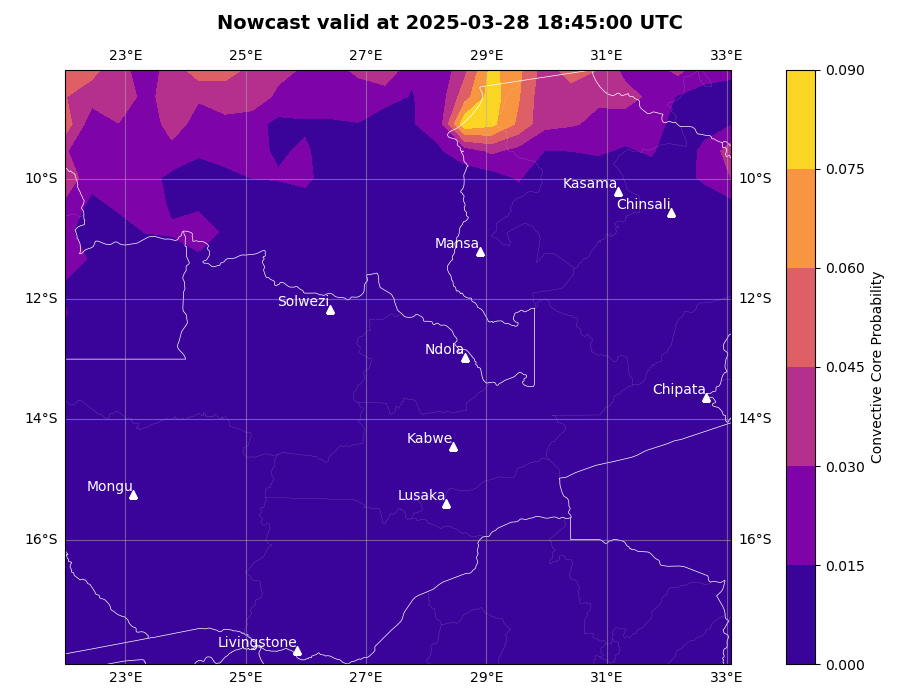 Nowcast valid at 2025-03-28 18:45:00 UTC
23°E 25°E 27°E 29°E 31°E 33°E
0.090
0.075
10°S 10°S
Kasama
Chinsali
Mansa
0.060
12°S 12°S
Solwezi
Ndola
0.045
Chipata
14°S 14°S
Kabwe
0.030
Mongu
Lusaka
16°S 16°S
0.015
Livingstone
0.000
23°E 25°E 27°E 29°E 31°E 33°E
Convective Core Probability